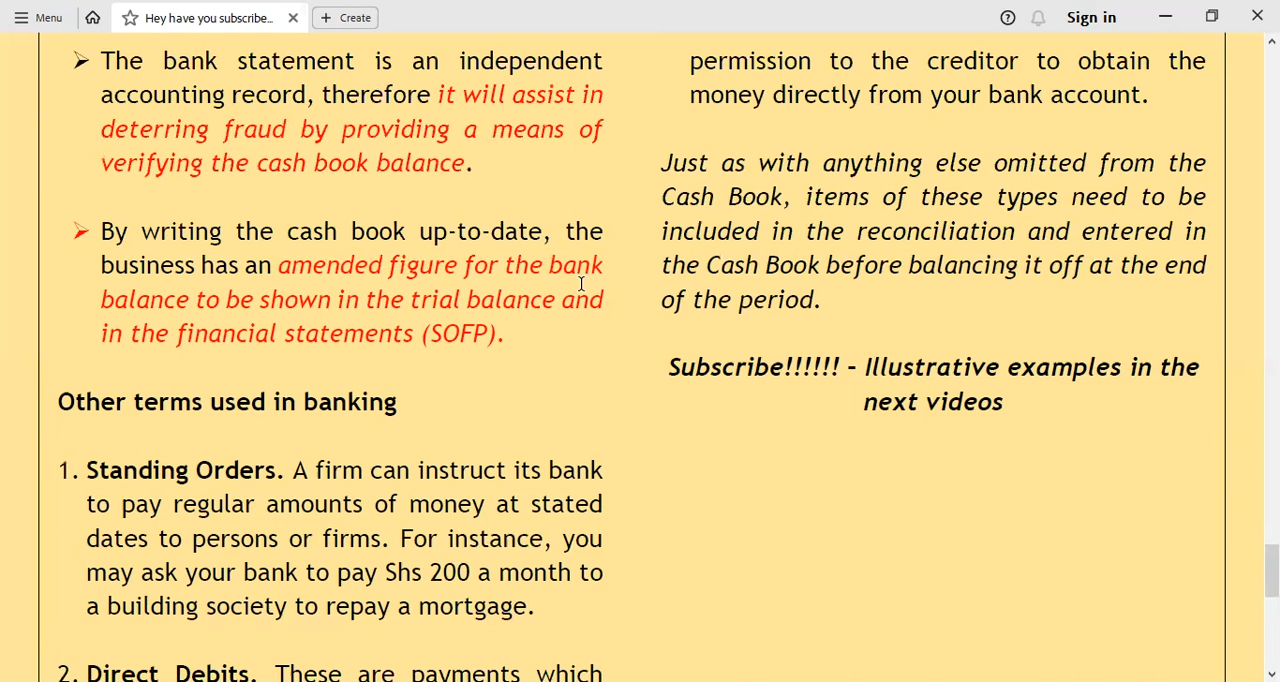 Menu
Hey have you subscribe...
Create
Sign in
The bank statement is an independent
accounting record, therefore it will assist in
deterring fraud by providing a means of
verifying the cash book balance.
By writing the cash book up-to-date, the
business has an amended figure for the bank
balance to be shown in the trial balance and
in the financial statements (SOFP).
Other terms used in banking
1. Standing Orders. A firm can instruct its bank
to pay regular amounts of money at stated
dates to persons or firms. For instance, you
may ask your bank to pay Shs 200 a month to
a building society to repay a mortgage.
2. Direct Debits. These are payments which
permission to the creditor to obtain the
money directly from your bank account.
Just as with anything else omitted from the
Cash Book, items of these types need to be
included in the reconciliation and entered in
the Cash Book before balancing it off at the end
of the period.
Subscribe!!!!!! – Illustrative examples in the
next videos